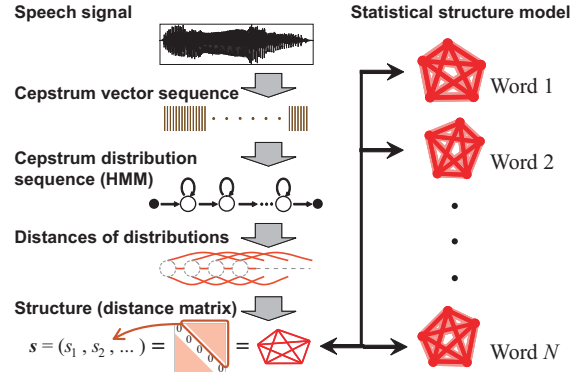 Speech signal
Statistical structure model
Cepstrum vector sequence
Cepstrum distribution
sequence (HMM)
Distances of distributions
Structure (distance matrix)
s = (s1 , s2 , ... ) =
0
0
0
0
0
=
Word 1
Word 2
Word N